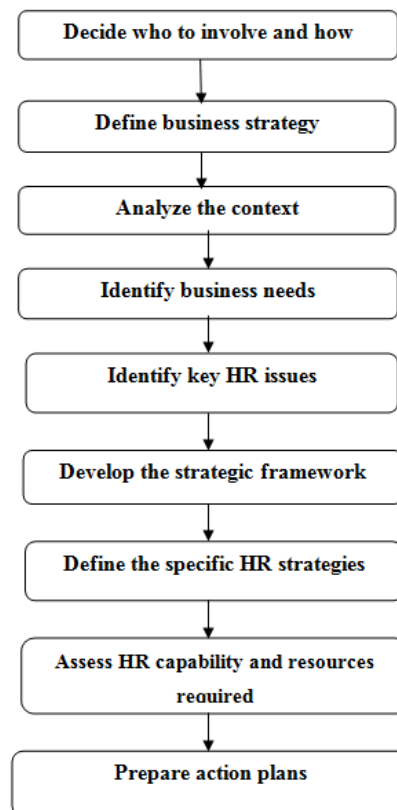 Decide who to involve and how
Define business strategy
Analyze the context
Identify business needs
Identify key HR issues
Develop the strategic framework
Define the specific HR strategies
Assess HR capability and resources
required
Prepare action plans